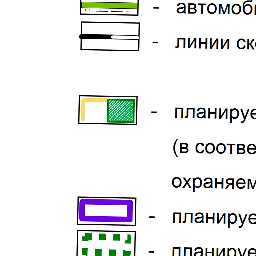 - автомоб
- линии ск
- планируе
(в соотве
охраняем
- планируе
- планируе